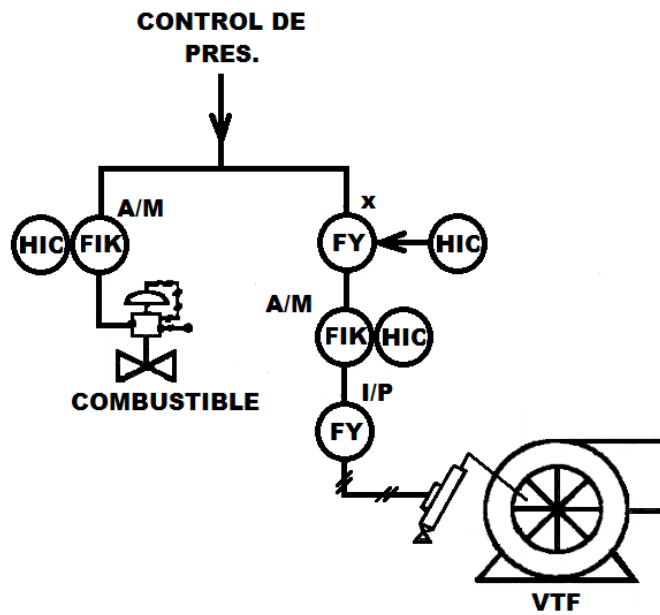 CONTROL DE
PRES.
A/M
x
HIC
FIK
FY
HIC
A/M
FIK
HIC
COMBUSTIBLE
I/P
FY
VTF